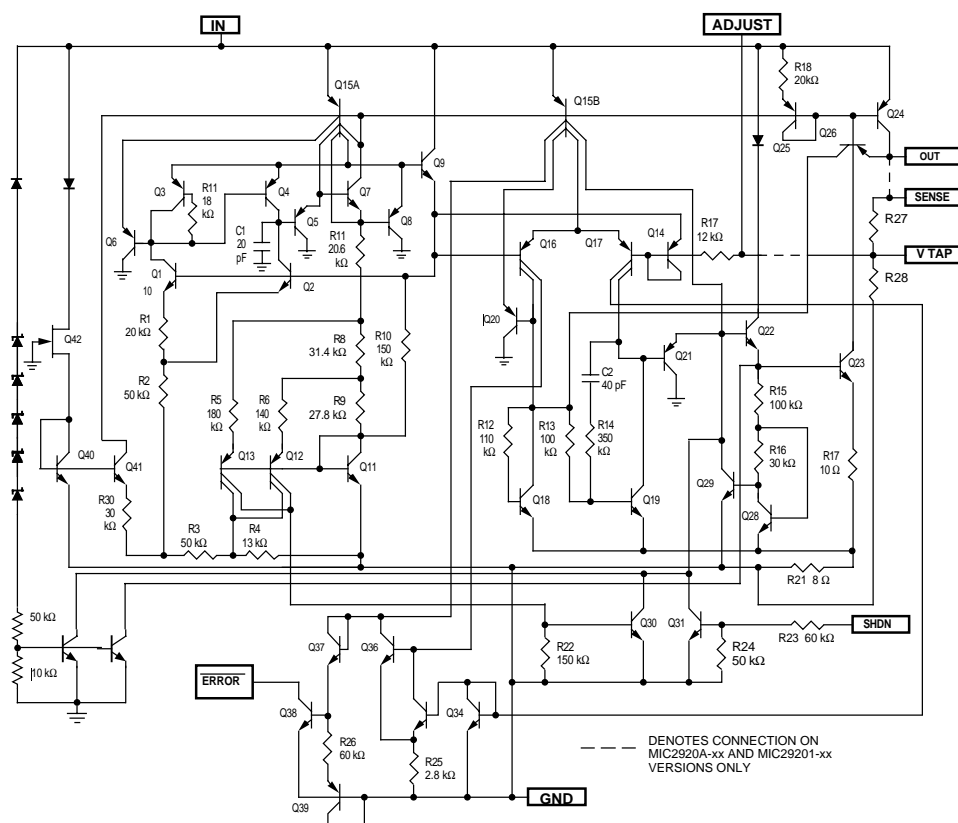 IN
ADJUST
R18
20kΩ
Q15A
Q15B
Q24
Q26
Q25
Q9
OUT
Q3
R11
18
kΩ
Q4
Q7
Q5
Q8
SENSE
C1
20
pF
R11
20.6
kΩ
Q6
Q16
Q17
Q14
R17
12 kΩ
R27
V TAP
Q1
10
Q2
R28
R1
20 kΩ
Q20
Q42
R8
31.4 kΩ
R10
150
kΩ
Q22
Q21
Q23
R2
50 kΩ
C2
40 pF
R15
100 kΩ
R5
180
kΩ
R6
140
kΩ
R9
27.8 kΩ
R12
110
kΩ
R13
100
kΩ
R14
350
kΩ
R16
30 kΩ
R17
10 Ω
Q40
Q41
Q13
Q12
Q11
Q29
Q18
Q19
Q28
R30
30
kΩ
R3
50 kΩ
R4
13 kΩ
R21 8 Ω
50 kΩ
10 kΩ
Q30
Q31
SHDN
R23 60 kΩ
Q37
Q36
R22
150 kΩ
R24
50 kΩ
ERROR
Q38
Q34
R26
60 kΩ
R25
2.8 kΩ
DENOTES CONNECTION ON
MIC2920A-xx AND MIC29201-xx
VERSIONS ONLY
GND
Q39